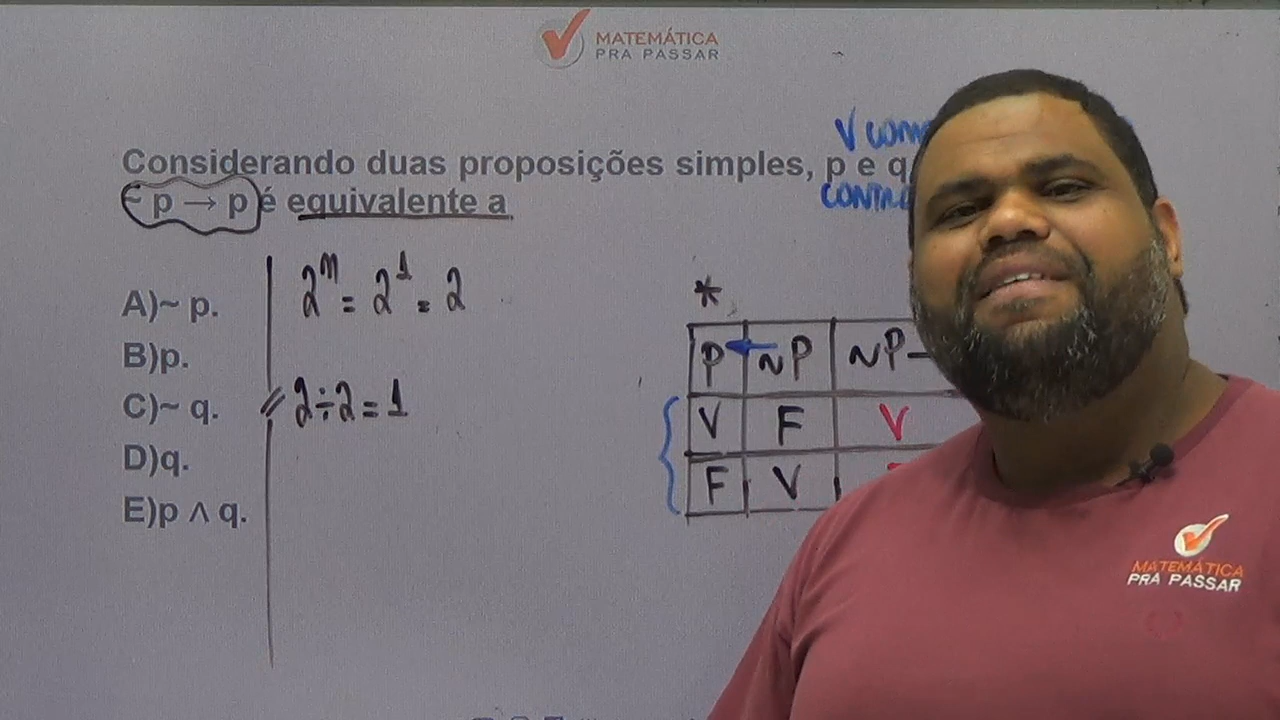 MATEMÁTICA
PRA PASSAR
V
Considerando duas proposições simples, p e q
~ p → p é equivalente a
A)~ p.
B)p.
C)~ q.
D)q.
E)p ∧ q.
2ⁿ = 2¹ = 2
2÷2=1
*
P ~P ~P→
V F V
F V
MATEMÁTICA
PRA PASSAR